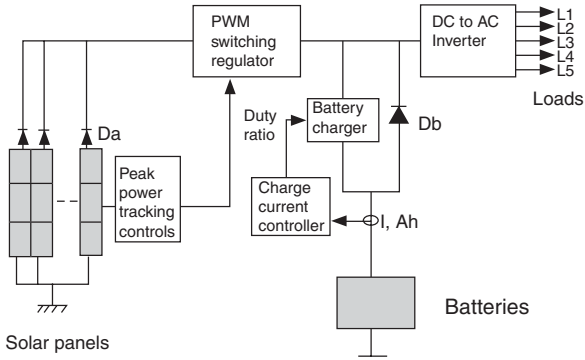 PWM
switching
regulator
DC to AC
Inverter
L1
L2
L3
L4
L5
Loads
Da
Peak
power
tracking
controls
Duty
ratio
Battery
charger
Db
Charge
current
controller
I, Ah
Batteries
Solar panels